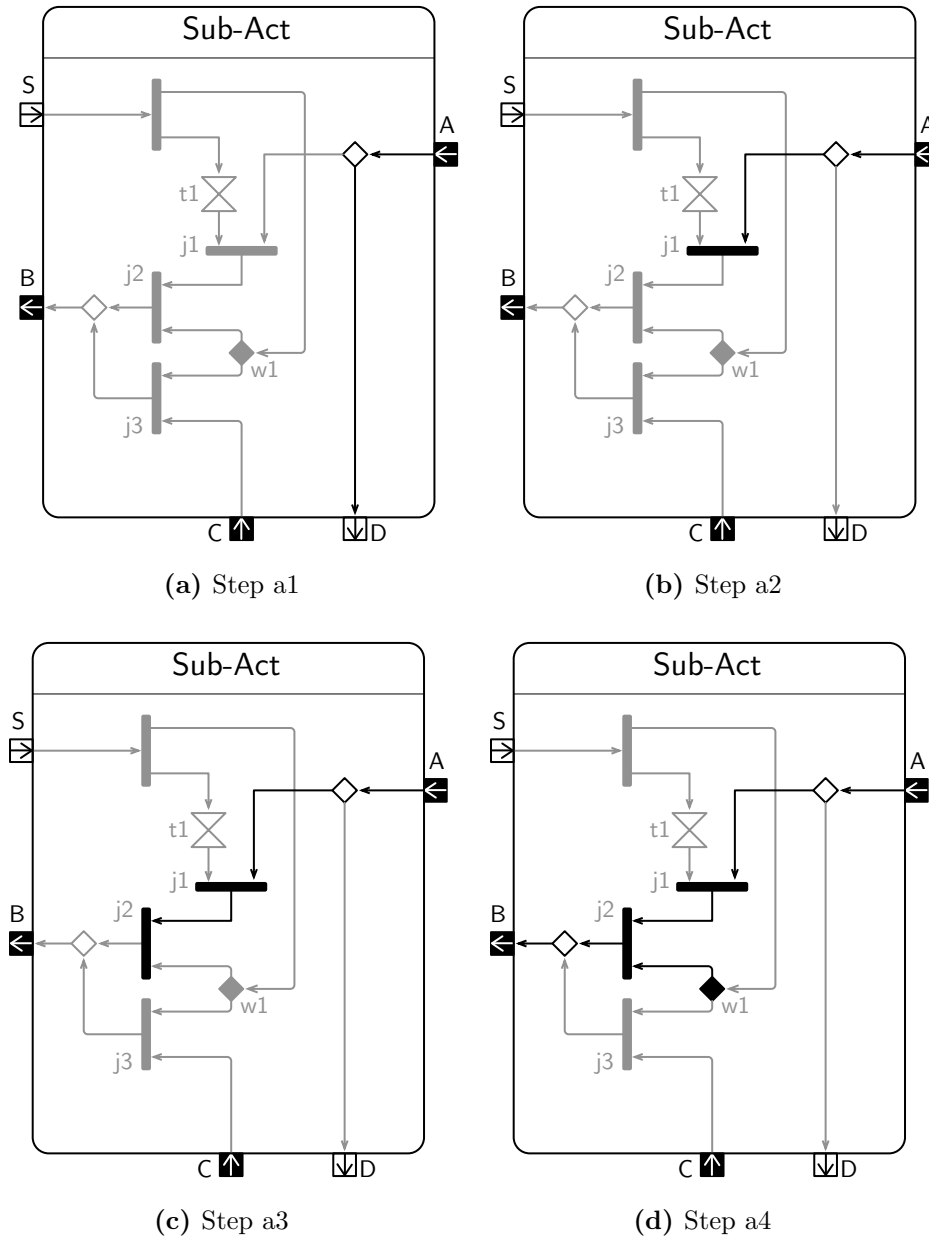 Sub-Act
S
A
t1
j1
B
j2
w1
j3
C
D
(a) Step a1
Sub-Act
S
A
t1
j1
B
j2
w1
j3
C
D
(b) Step a2
Sub-Act
S
A
t1
j1
B
j2
w1
j3
C
D
(c) Step a3
Sub-Act
S
A
t1
j1
B
j2
w1
j3
C
D
(d) Step a4